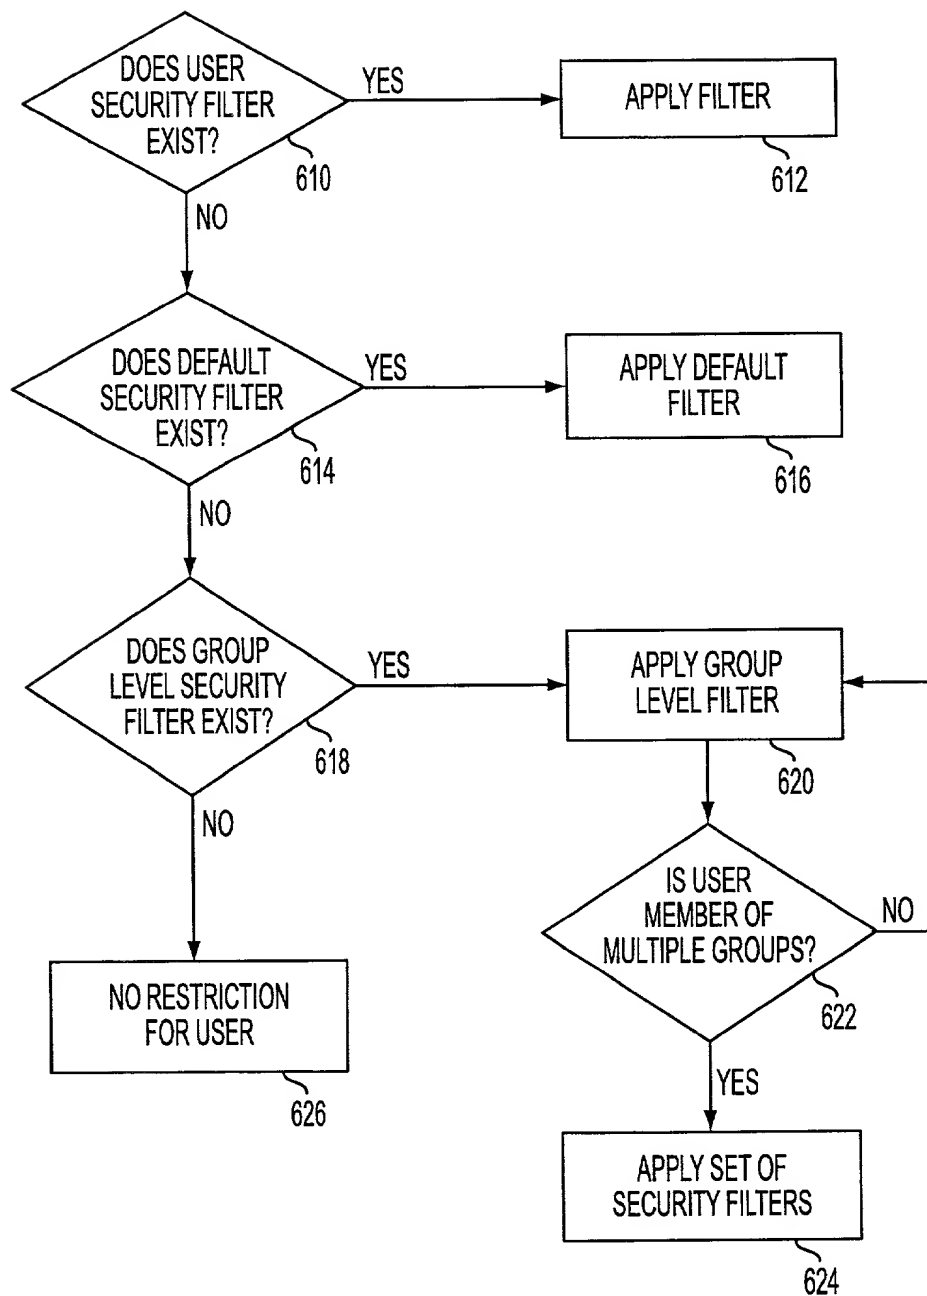 DOES USER
SECURITY FILTER
EXIST?
YES
APPLY FILTER
610
612
NO
DOES DEFAULT
SECURITY FILTER
EXIST?
YES
APPLY DEFAULT
FILTER
614
616
NO
DOES GROUP
LEVEL SECURITY
FILTER EXIST?
YES
APPLY GROUP
LEVEL FILTER
618
620
NO
IS USER
MEMBER OF
MULTIPLE GROUPS?
NO
622
NO RESTRICTION
FOR USER
626
YES
APPLY SET OF
SECURITY FILTERS
624